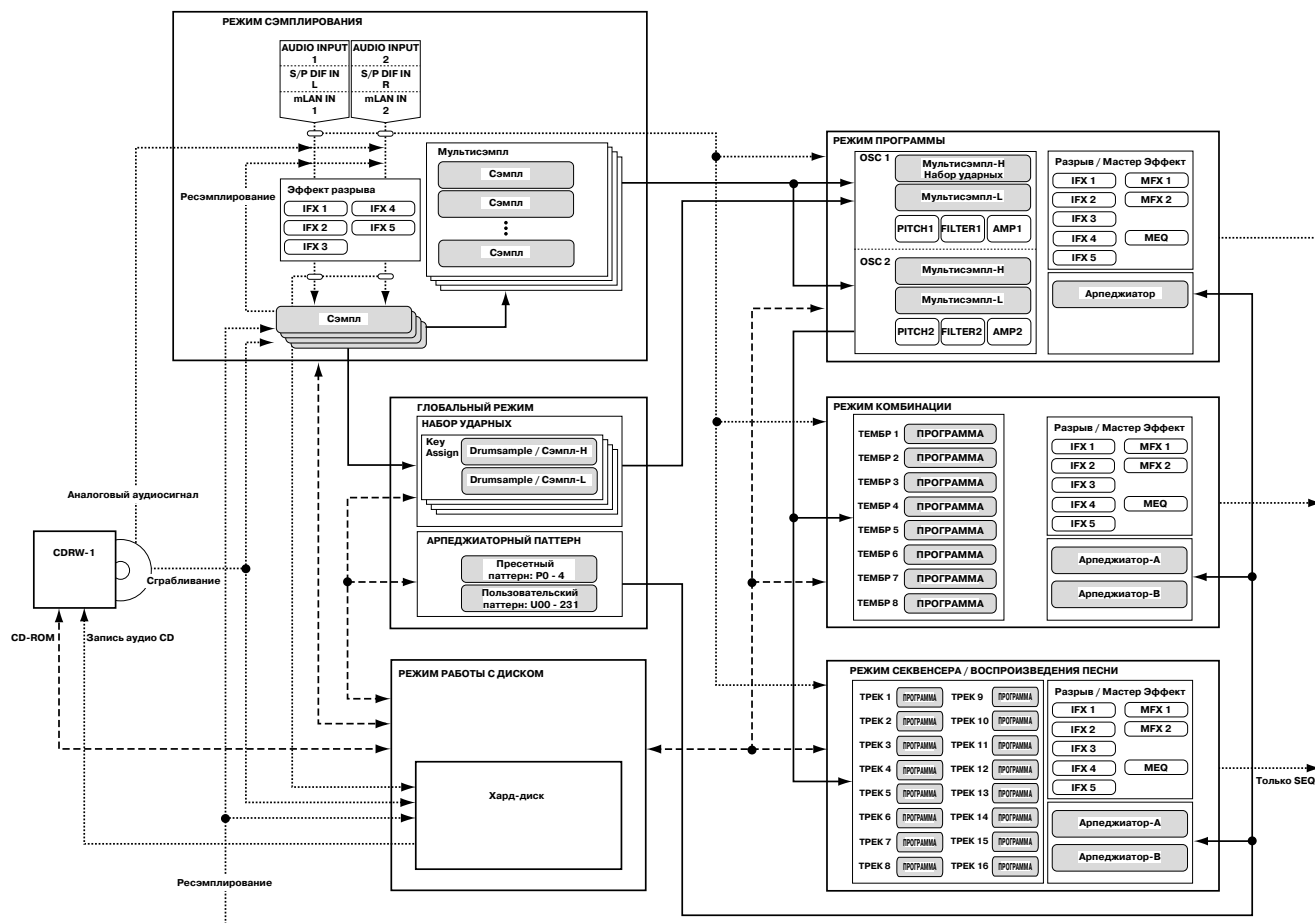 РЕЖИМ СЭМПЛИРОВАНИЯ
AUDIO INPUT
1
AUDIO INPUT
2
S/P DIF IN
L
S/P DIF IN
R
mLAN IN
1
mLAN IN
2
Ресэмплирование
Эффект разрыва
IFX 1
IFX 4
IFX 2
IFX 5
IFX 3
Мультисэмпл
Сэмпл
Сэмпл
Сэмпл
Сэмпл
РЕЖИМ ПРОГРАММЫ
OSC 1
Мультисэмпл-H
Набор ударных
Мультисэмпл-L
PITCH1
FILTER1
AMP1
OSC 2
Мультисэмпл-H
Мультисэмпл-L
PITCH2
FILTER2
AMP2
Разрыв / Мастер Эффект
IFX 1
MFX 1
IFX 2
MFX 2
IFX 3
IFX 4
MEQ
IFX 5
Арпеджиатор
ГЛОБАЛЬНЫЙ РЕЖИМ
НАБОР УДАРНЫХ
Key
Assign
Drumsample / Сэмпл-H
Drumsample / Сэмпл-L
АРПЕДЖИАТОРНЫЙ ПАТТЕРН
Пресетный
паттерн: P0 - 4
Пользовательский
паттерн: U00 - 231
РЕЖИМ КОМБИНАЦИИ
ТЕМБР 1 ПРОГРАММА
ТЕМБР 2 ПРОГРАММА
ТЕМБР 3 ПРОГРАММА
ТЕМБР 4 ПРОГРАММА
ТЕМБР 5 ПРОГРАММА
ТЕМБР 6 ПРОГРАММА
ТЕМБР 7 ПРОГРАММА
ТЕМБР 8 ПРОГРАММА
Разрыв / Мастер Эффект
IFX 1
MFX 1
IFX 2
MFX 2
IFX 3
IFX 4
MEQ
IFX 5
Арпеджиатор-A
Арпеджиатор-B
Аналоговый аудиосигнал
CDRW-1
Сграбливание
CD-ROM
Запись аудио CD
РЕЖИМ РАБОТЫ С ДИСКОМ
Хард-диск
Ресэмплирование
РЕЖИМ СЕКВЕНСЕРА / ВОСПРОИЗВЕДЕНИЯ ПЕСНИ
ТРЕК 1 ПРОГРАММА ТРЕК 9 ПРОГРАММА
ТРЕК 2 ПРОГРАММА ТРЕК 10 ПРОГРАММА
ТРЕК 3 ПРОГРАММА ТРЕК 11 ПРОГРАММА
ТРЕК 4 ПРОГРАММА ТРЕК 12 ПРОГРАММА
ТРЕК 5 ПРОГРАММА ТРЕК 13 ПРОГРАММА
ТРЕК 6 ПРОГРАММА ТРЕК 14 ПРОГРАММА
ТРЕК 7 ПРОГРАММА ТРЕК 15 ПРОГРАММА
ТРЕК 8 ПРОГРАММА ТРЕК 16 ПРОГРАММА
Разрыв / Мастер Эффект
IFX 1
MFX 1
IFX 2
MFX 2
IFX 3
IFX 4
MEQ
IFX 5
Арпеджиатор-A
Арпеджиатор-B
Только SEQ